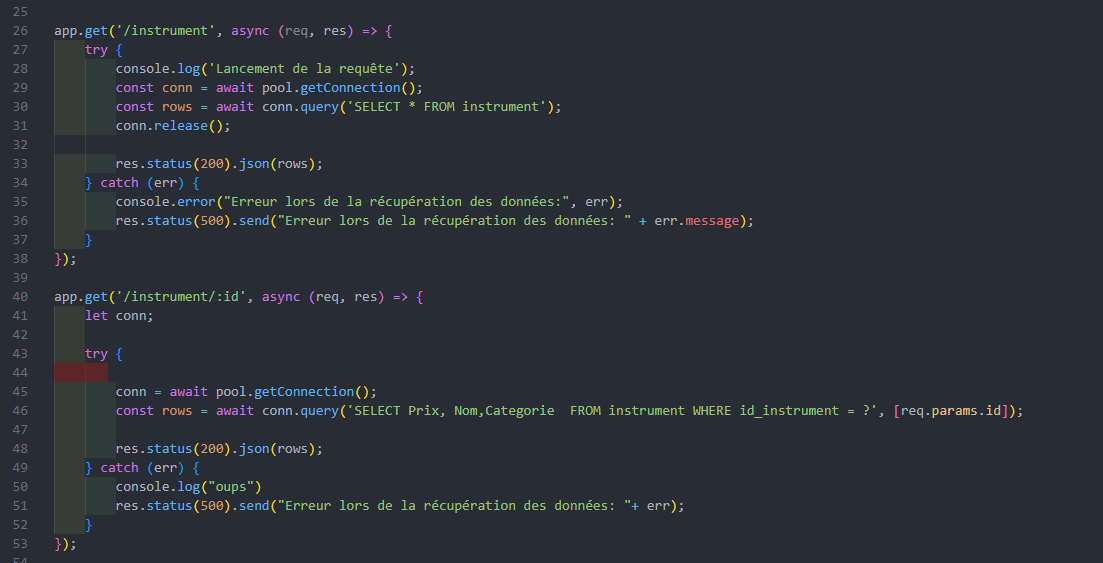 25
26 app.get('/instrument', async (req, res) => {
27 try {
28 console.log('Lancement de la requête');
29 const conn = await pool.getConnection();
30 const rows = await conn.query('SELECT * FROM instrument');
31 conn.release();
32
33 res.status(200).json(rows);
34 } catch (err) {
35 console.error("Erreur lors de la récupération des données:", err);
36 res.status(500).send("Erreur lors de la récupération des données: " + err.message);
37 }
38 });
39
40 app.get('/instrument/:id', async (req, res) => {
41 let conn;
42
43 try {
44
45 conn = await pool.getConnection();
46 const rows = await conn.query('SELECT Prix, Nom,Categorie  FROM instrument WHERE id_instrument = ?', [req.params.id]);
47
48 res.status(200).json(rows);
49 } catch (err) {
50 console.log("oups")
51 res.status(500).send("Erreur lors de la récupération des données: "+ err);
52 }
53 });
54